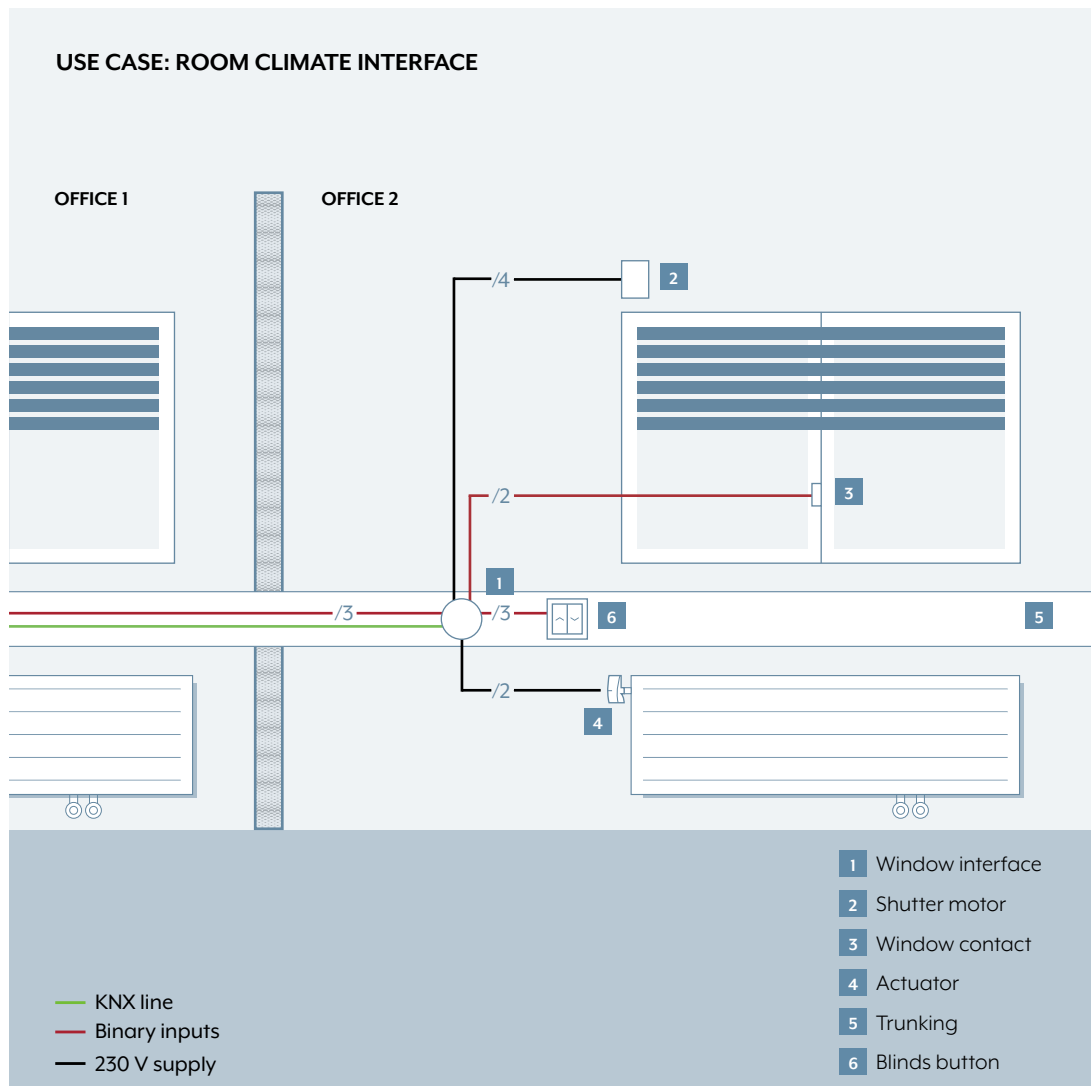 USE CASE: ROOM CLIMATE INTERFACE
OFFICE 1
OFFICE 2
/4
2
/2
3
1
/3
/3
6
5
/2
4
1 Window interface
2 Shutter motor
3 Window contact
4 Actuator
5 Trunking
6 Blinds button
KNX line
Binary inputs
230 V supply